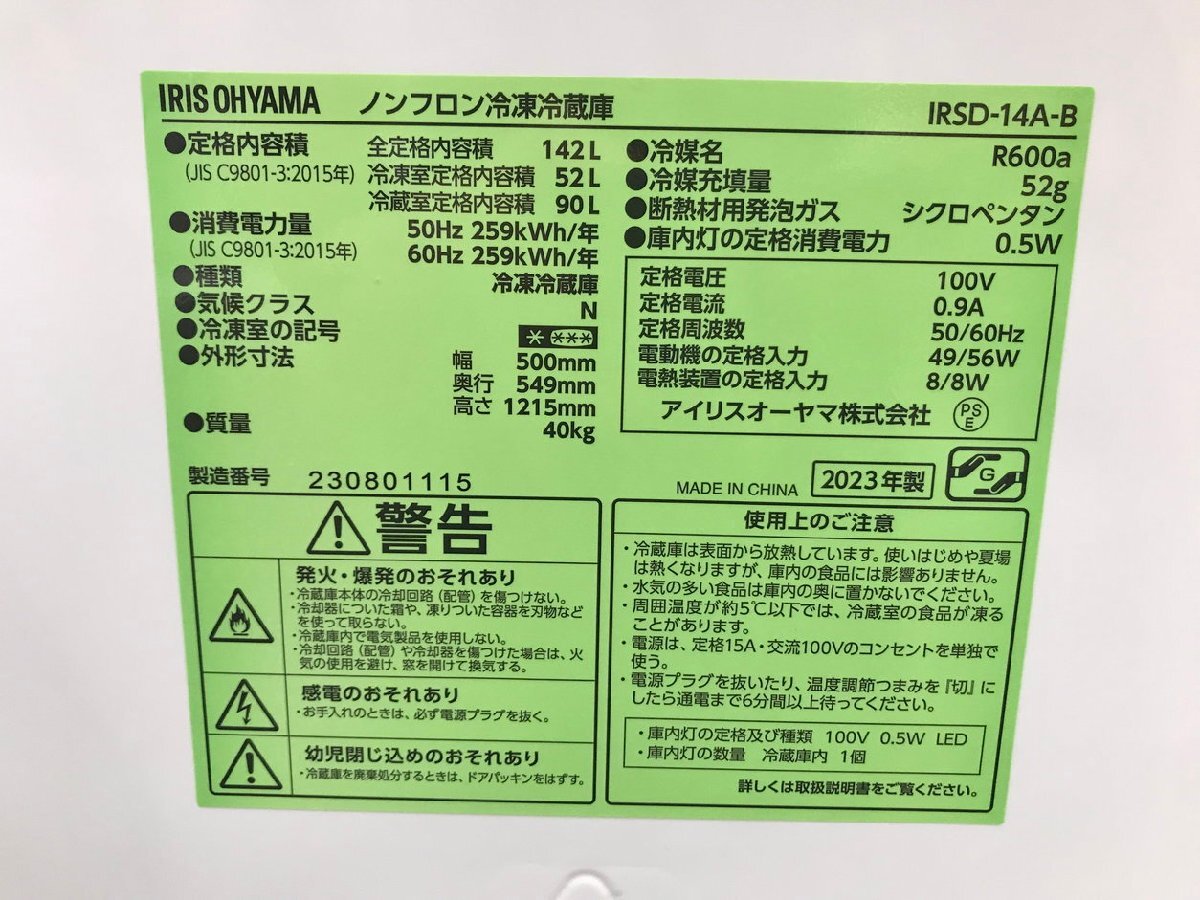 IRIS OHYAMA ノンフロン冷凍冷蔵庫 IRSD-14A-B
●定格内容積 全定格内容積 142L
(JIS C9801-3:2015年) 冷凍室定格内容積 52L
冷蔵室定格内容積 90L
●消費電力量 50Hz 259kWh/年
(JIS C9801-3:2015年) 60Hz 259kWh/年
●種類 冷凍冷蔵庫
●気候クラス N
●冷凍室の記号 * ***
●外形寸法 幅 500mm
奥行 549mm
高さ 1215mm
●質量 40kg
●冷媒名 R600a
●冷媒充填量 52g
●断熱材用発泡ガス シクロペンタン
●庫内灯の定格消費電力 0.5W
定格電圧 100V
定格電流 0.9A
定格周波数 50/60Hz
電動機の定格入力 49/56W
電熱装置の定格入力 8/8W
アイリスオーヤマ株式会社 PSE
製造番号 230801115
MADE IN CHINA 2023年製 G
警告
発火・爆発のおそれあり
・冷蔵庫本体の冷却回路(配管)を傷つけない。
・冷却器についた霜や、凍りついた容器を刃物など
を使って取らない。
・冷蔵庫内で電気製品を使用しない。
・冷却回路(配管)や冷却器を傷つけた場合は、火
気の使用を避け、窓を開けて換気する。
感電のおそれあり
・お手入れのときは、必ず電源プラグを抜く。
幼児閉じ込めのおそれあり
・冷蔵庫を廃棄処分するときは、ドアパッキンをはずす。
使用上のご注意
・冷蔵庫は表面から放熱しています。使いはじめや夏場
は熱くなりますが、庫内の食品には影響ありません。
・水気の多い食品は庫内の奥に置かないでください。
・周囲温度が約5℃以下では、冷蔵室の食品が凍る
ことがあります。
・電源は、定格15A・交流100Vのコンセントを単独で
使う。
・電源プラグを抜いたり、温度調節つまみを『切』に
したら通電まで6分間以上待ってください。
・庫内灯の定格及び種類 100V 0.5W LED
・庫内灯の数量 冷蔵庫内 1個
詳しくは取扱説明書をご覧ください。